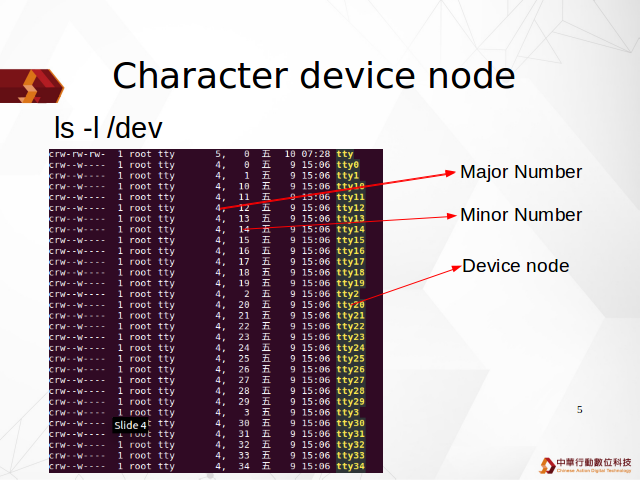 Character device node
ls -l /dev
crw-rw-rw- 1 root tty 5, 0 五 10 07:28 tty
crw--w---- 1 root tty 4, 0 五 9 15:06 tty0
crw--w---- 1 root tty 4, 1 五 9 15:06 tty1
crw--w---- 1 root tty 4, 10 五 9 15:06 tty10
crw--w---- 1 root tty 4, 11 五 9 15:06 tty11
crw--w---- 1 root tty 4, 12 五 9 15:06 tty12
crw--w---- 1 root tty 4, 13 五 9 15:06 tty13
crw--w---- 1 root tty 4, 14 五 9 15:06 tty14
crw--w---- 1 root tty 4, 15 五 9 15:06 tty15
crw--w---- 1 root tty 4, 16 五 9 15:06 tty16
crw--w---- 1 root tty 4, 17 五 9 15:06 tty17
crw--w---- 1 root tty 4, 18 五 9 15:06 tty18
crw--w---- 1 root tty 4, 19 五 9 15:06 tty19
crw--w---- 1 root tty 4, 2 五 9 15:06 tty2
crw--w---- 1 root tty 4, 20 五 9 15:06 tty20
crw--w---- 1 root tty 4, 21 五 9 15:06 tty21
crw--w---- 1 root tty 4, 22 五 9 15:06 tty22
crw--w---- 1 root tty 4, 23 五 9 15:06 tty23
crw--w---- 1 root tty 4, 24 五 9 15:06 tty24
crw--w---- 1 root tty 4, 25 五 9 15:06 tty25
crw--w---- 1 root tty 4, 26 五 9 15:06 tty26
crw--w---- 1 root tty 4, 27 五 9 15:06 tty27
crw--w---- 1 root tty 4, 28 五 9 15:06 tty28
crw--w---- 1 root tty 4, 29 五 9 15:06 tty29
crw--w---- 1 root tty 4, 3 五 9 15:06 tty3
crw--w---- 4, 30 五 9 15:06 tty30
Slide 4
crw--w---- 1 root tty 4, 31 五 9 15:06 tty31
crw--w---- 1 root tty 4, 32 五 9 15:06 tty32
crw--w---- 1 root tty 4, 33 五 9 15:06 tty33
crw--w---- 1 root tty 4, 34 五 9 15:06 tty34
Major Number
Minor Number
Device node
5
中華行動數位科技
Chinese Action Digital Technology